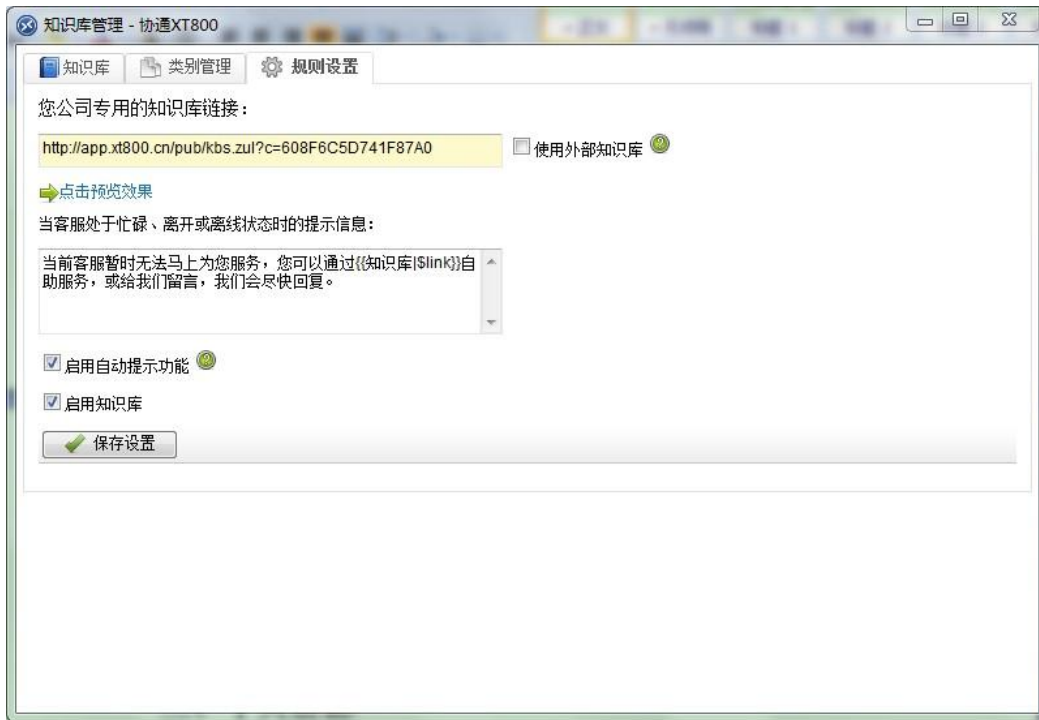 知识库管理 - 协通XT800
知识库 类别管理 规则设置
您公司专用的知识库链接：
http://app.xt800.cn/pub/kbs.zul?c=608F6C5D741F87A0 使用外部知识库
点击预览效果
当客服处于忙碌、离开或离线状态时的提示信息：
当前客服暂时无法马上为您服务，您可以通过{{知识库|$link}}自
助服务，或给我们留言，我们会尽快回复。
启用自动提示功能
启用知识库
保存设置